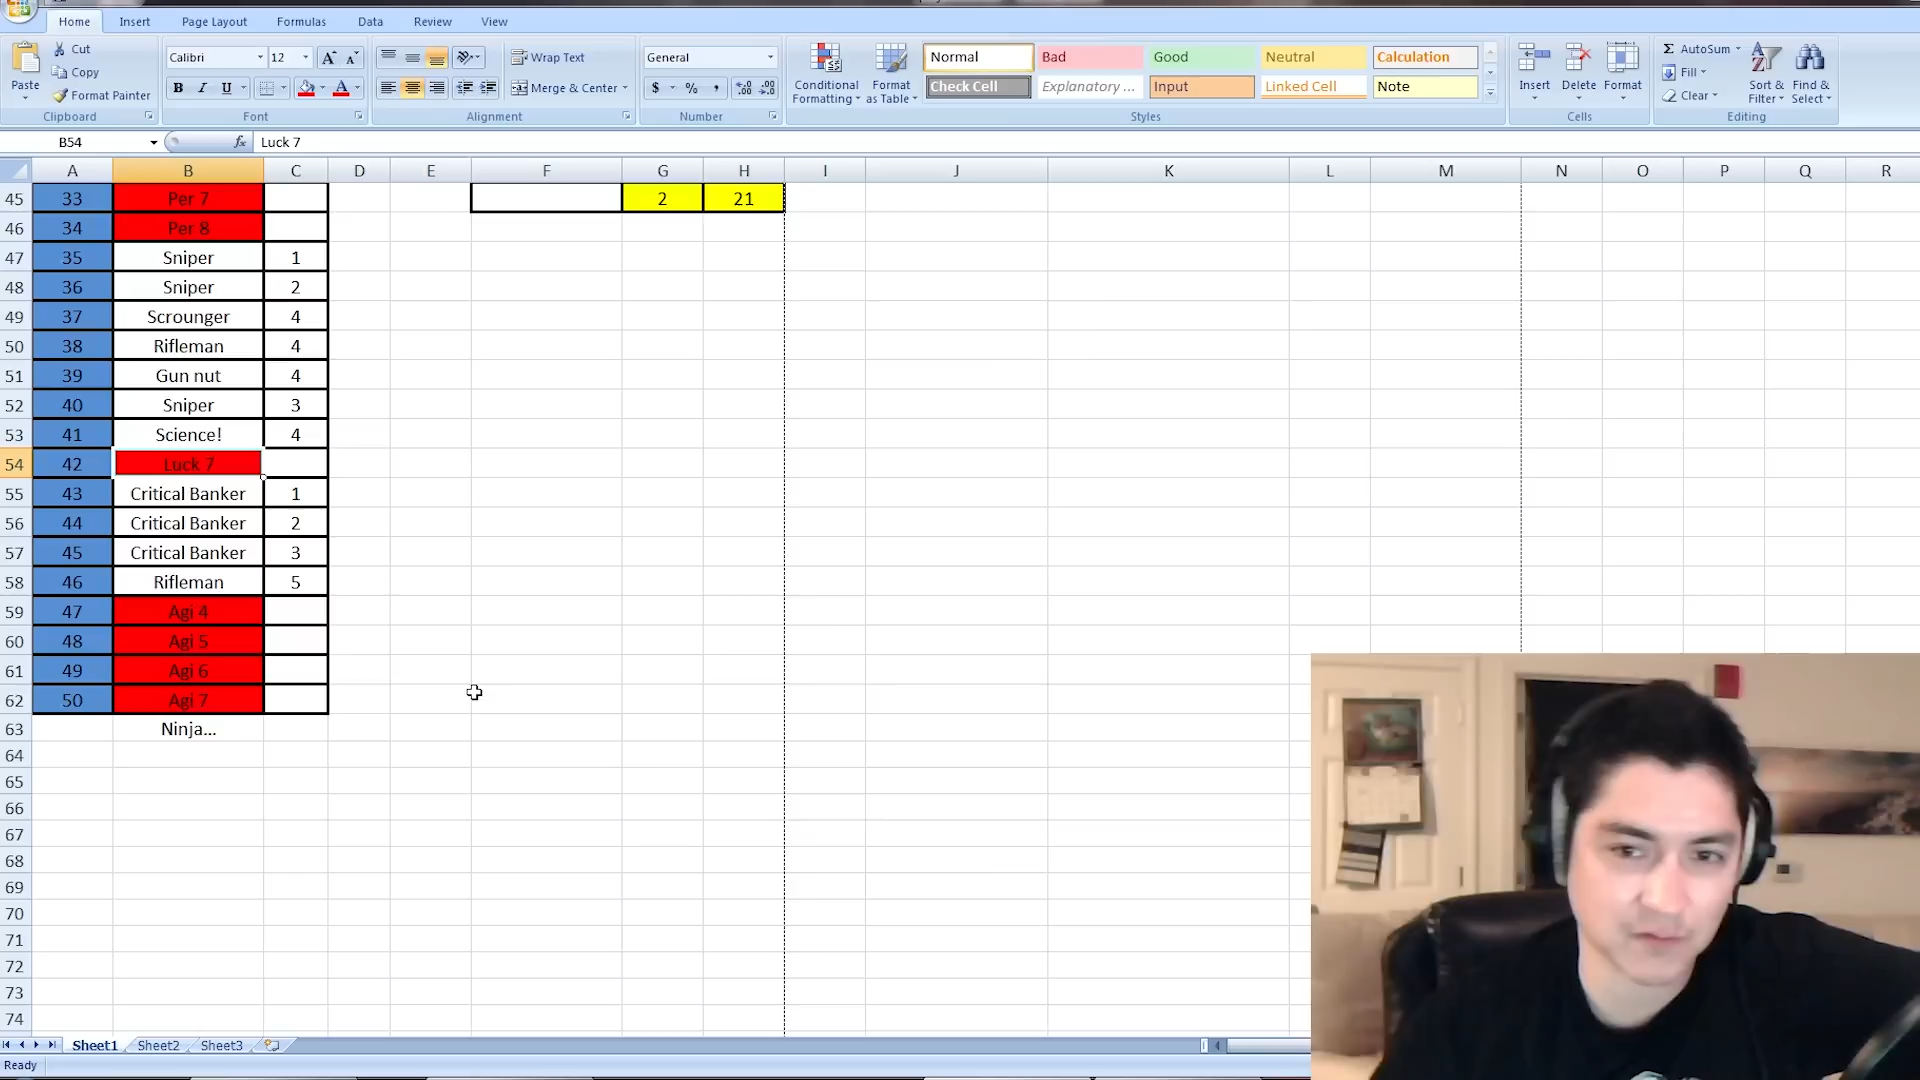 Home Insert Page Layout Formulas Data Review View
Paste
Cut
Copy
Format Painter
Clipboard
Calibri 12 A A
B I U A
Font
Wrap Text
Merge & Center
Alignment
General
$ % ,
Number
Conditional Formatting
Format as Table
Normal Bad Good Neutral Calculation
Check Cell Explanatory ... Input Linked Cell Note
Styles
Insert Delete Format
Cells
Σ AutoSum
Fill
Clear
Sort & Filter
Find & Select
Editing
B54 fx Luck 7
A B C D E F G H I J K L M N O P Q R
45 33 Per 7 2 21
46 34 Per 8
47 35 Sniper 1
48 36 Sniper 2
49 37 Scrounger 4
50 38 Rifleman 4
51 39 Gun nut 4
52 40 Sniper 3
53 41 Science! 4
54 42 Luck 7
55 43 Critical Banker 1
56 44 Critical Banker 2
57 45 Critical Banker 3
58 46 Rifleman 5
59 47 Agi 4
60 48 Agi 5
61 49 Agi 6
62 50 Agi 7
63 Ninja...
64
65
66
67
68
69
70
71
72
73
74
Sheet1 Sheet2 Sheet3
Ready